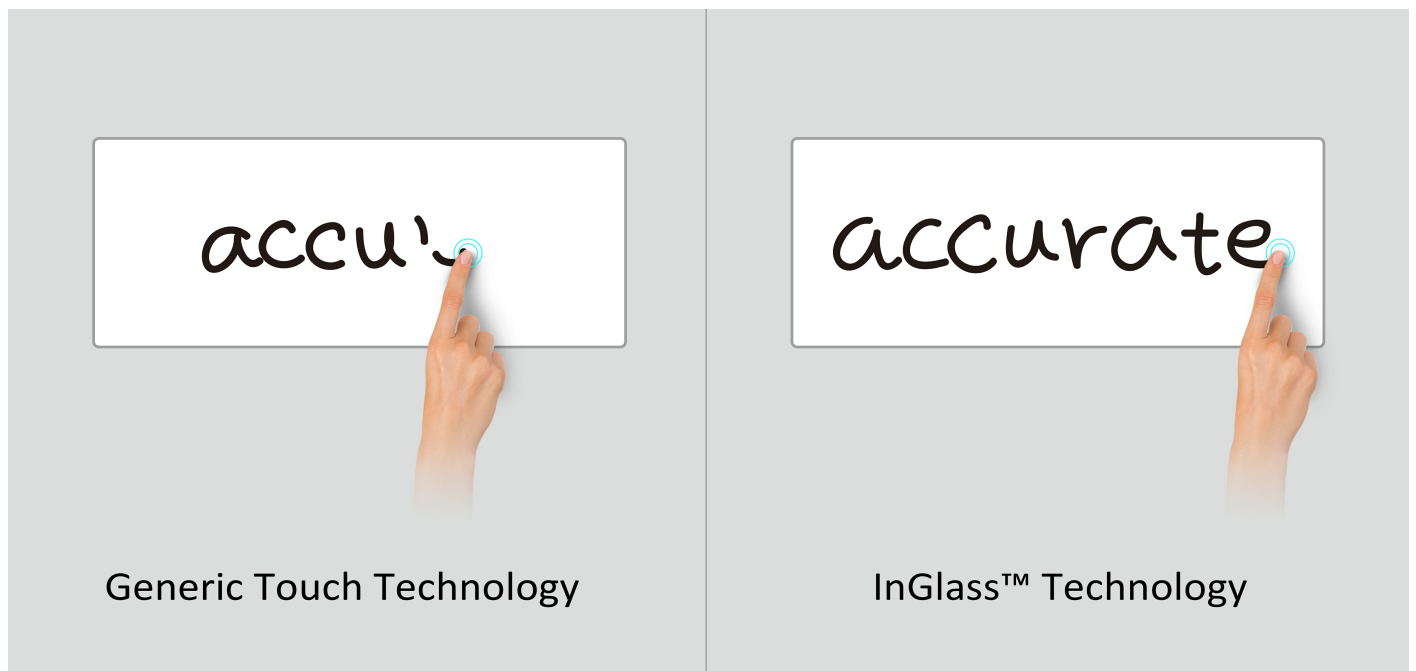 accu
accurate
Generic Touch Technology
InGlass™ Technology